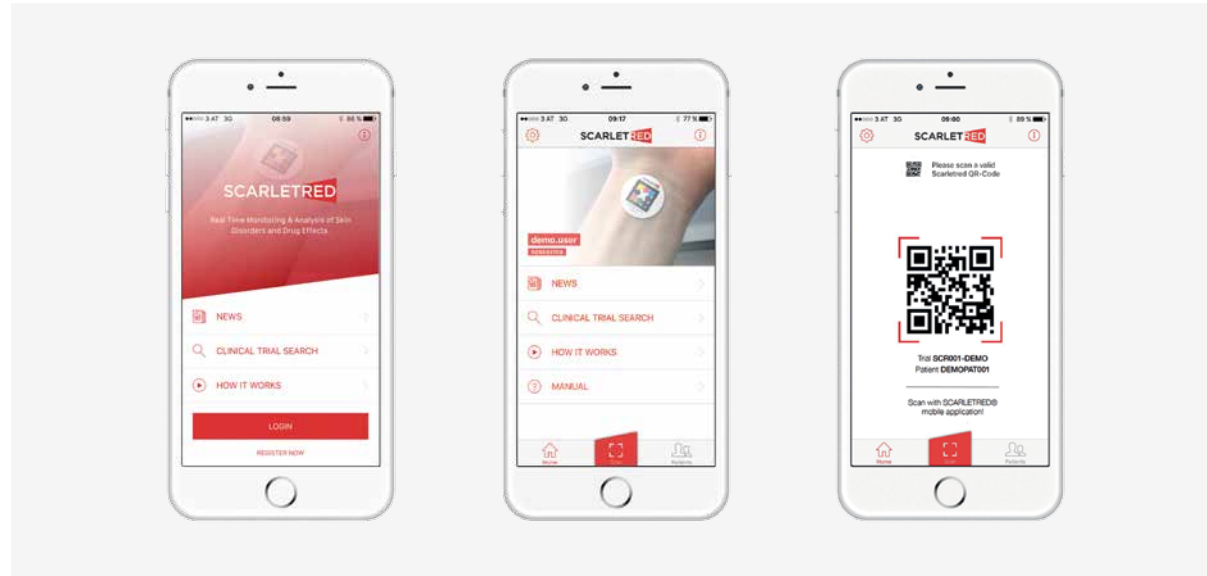 3 AT 3G 08:59 88 %
SCARLETRED
Real Time Monitoring & Analysis of Skin
Disorders and Drug Effects
NEWS
CLINICAL TRIAL SEARCH
HOW IT WORKS
LOGIN
REGISTER NOW
3 AT 3G 09:17 77 %
SCARLETRED
demo.user
NEWS
CLINICAL TRIAL SEARCH
HOW IT WORKS
MANUAL
Home Scan Patients
3 AT 3G 09:00 89 %
SCARLETRED
Please scan a valid
Scarletred QR-Code
Trial SCR001-DEMO
Patient DEMOPAT001
Scan with SCARLETRED®
mobile application!
Home Scan Patients